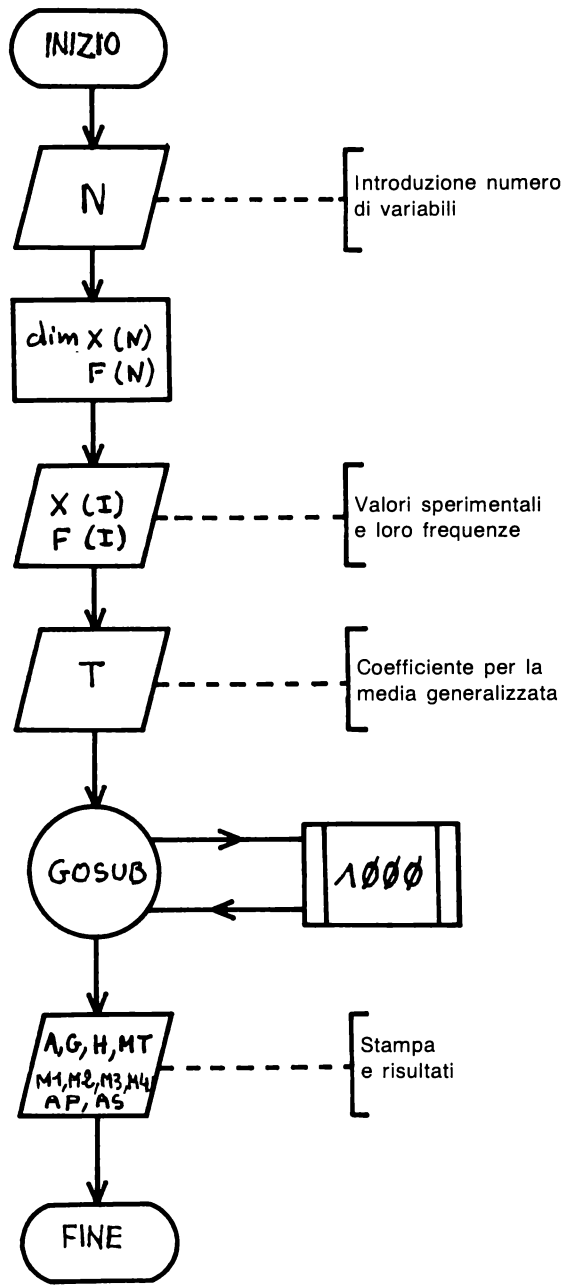 INIZIO
N
Introduzione numero
di variabili
dim X (N)
F (N)
X (I)
F (I)
Valori sperimentali
e loro frequenze
T
Coefficiente per la
media generalizzata
GOSUB
1ØØØ
A, G, H, MT
M1, M2, M3, M4
AP, AS
Stampa
e risultati
FINE